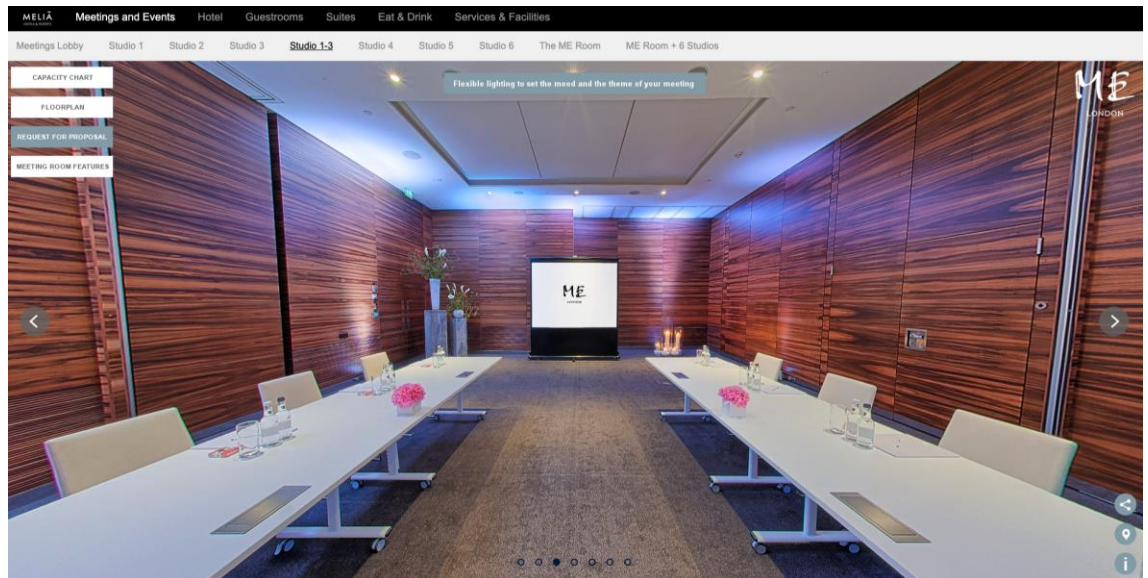 MELIÃ Meetings and Events Hotel Guestrooms Suites Eat & Drink Services & Facilities
HOTELS & RESORTS
Meetings Lobby Studio 1 Studio 2 Studio 3 Studio 1-3 Studio 4 Studio 5 Studio 6 The ME Room ME Room + 6 Studios
CAPACITY CHART
Flexible lighting to set the mood and the theme of your meeting
ME
LONDON
FLOORPLAN
REQUEST FOR PROPOSAL
MEETING ROOM FEATURES
ME
LONDON
i